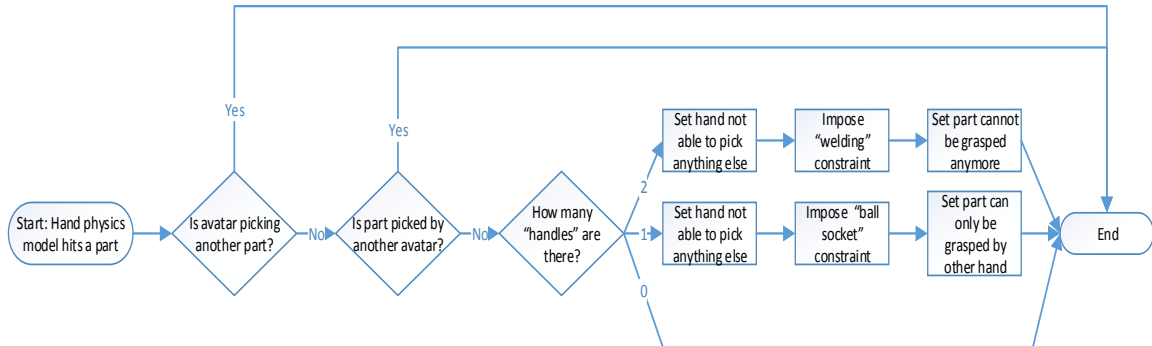 Yes
Yes
Start: Hand physics
model hits a part
Is avatar picking
another part?
No
Is part picked by
another avatar?
No
How many
“handles” are
there?
2
Set hand not
able to pick
anything else
Impose
“welding”
constraint
Set part cannot
be grasped
anymore
1
Set hand not
able to pick
anything else
Impose “ball
socket”
constraint
Set part can
only be
grasped by
other hand
0
End